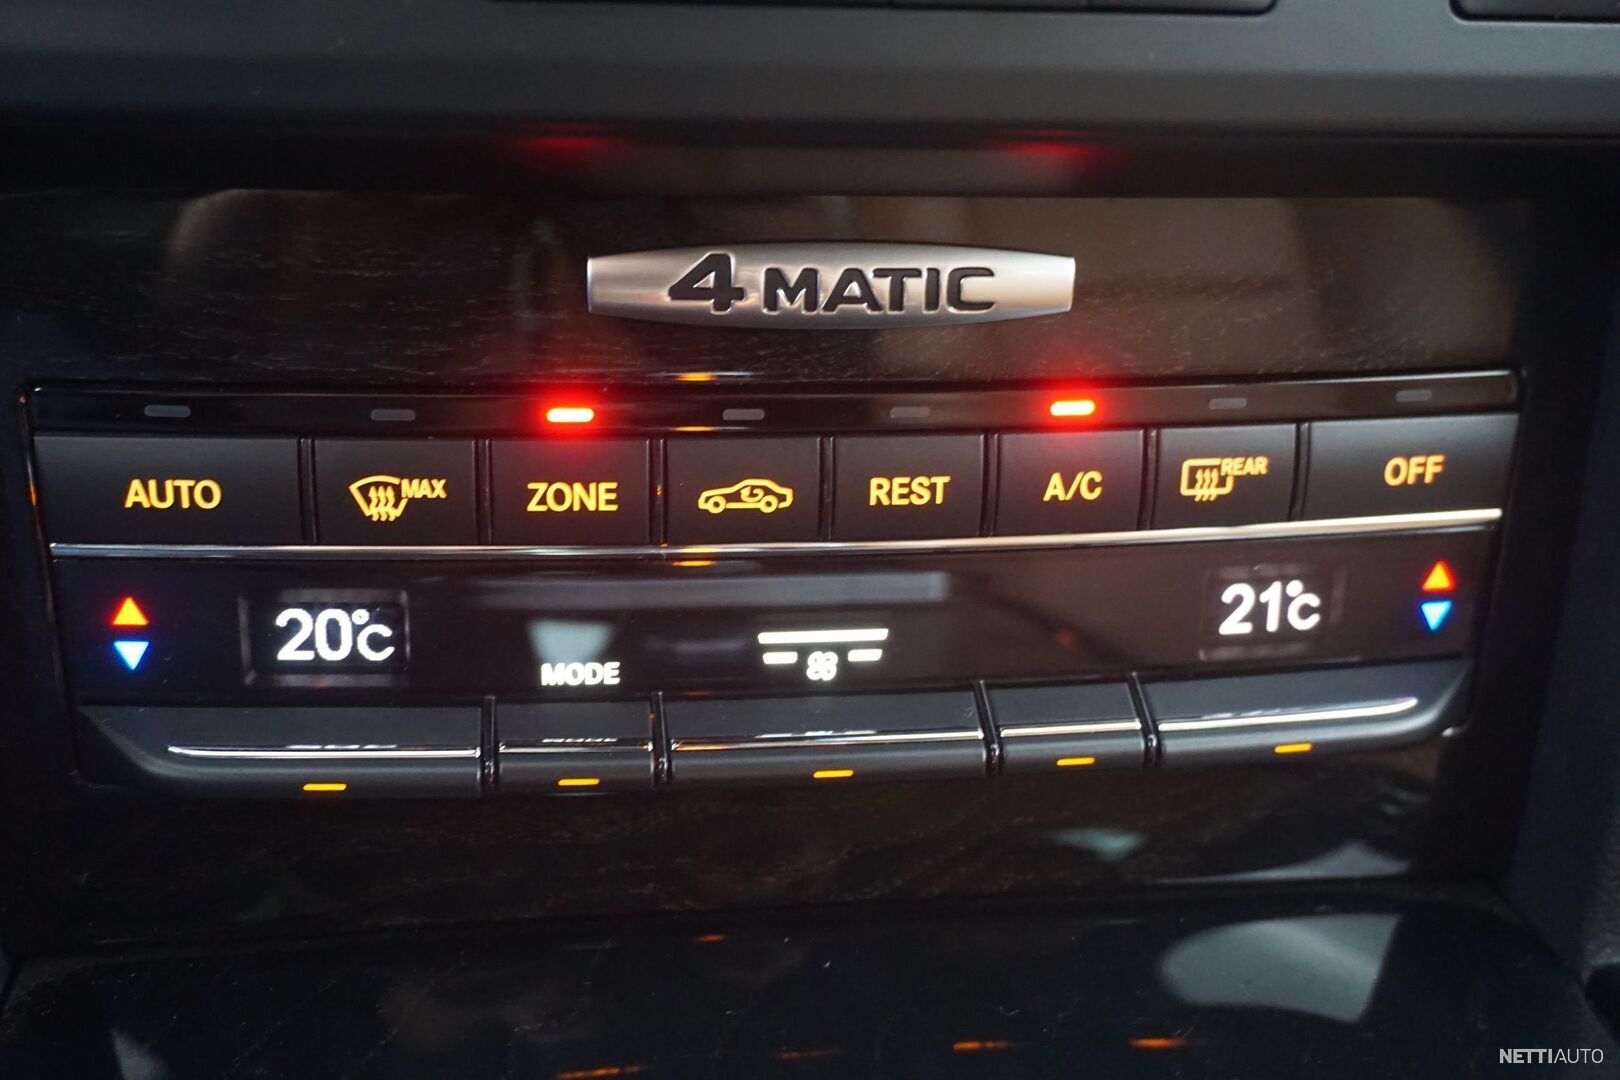 4MATIC
AUTO MAX ZONE REST A/C REAR OFF
20°C 21°C
MODE
NETTIAUTO